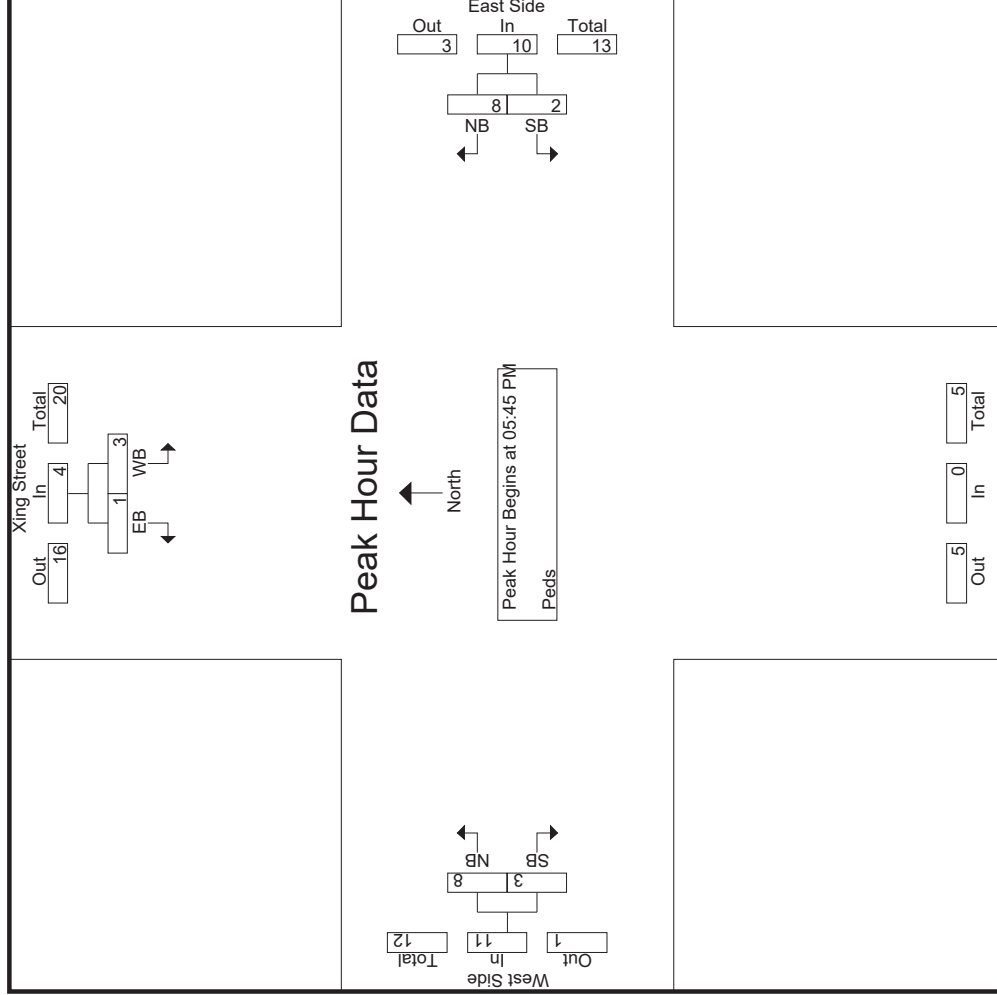 East Side
Out In Total
3 10 13
8 2
NB SB
Xing Street
Out In Total
16 4 20
1 3
EB WB
Peak Hour Data
North
Peak Hour Begins at 05:45 PM
Peds
5 0 5
Out In Total
NB SB
8 3
12 11 1
Total In Out
West Side